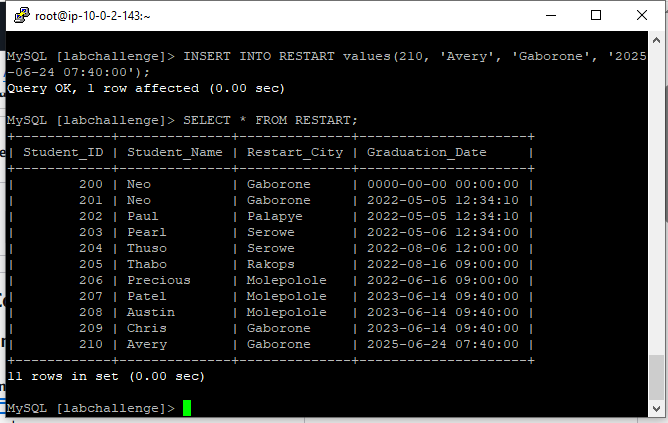 root@ip-10-0-2-143:~
MySQL [labchallenge]> INSERT INTO RESTART values(210, 'Avery', 'Gaborone', '2025
-06-24 07:40:00');
Query OK, 1 row affected (0.00 sec)
MySQL [labchallenge]> SELECT * FROM RESTART;
+------------+--------------+--------------+---------------------+
| Student_ID | Student_Name | Restart_City | Graduation_Date     |
+------------+--------------+--------------+---------------------+
|        200 | Neo          | Gaborone     | 0000-00-00 00:00:00 |
|        201 | Neo          | Gaborone     | 2022-05-05 12:34:10 |
|        202 | Paul         | Palapye      | 2022-05-05 12:34:10 |
|        203 | Pearl        | Serowe       | 2022-05-06 12:34:00 |
|        204 | Thuso        | Serowe       | 2022-08-06 12:00:00 |
|        205 | Thabo        | Rakops       | 2022-08-16 09:00:00 |
|        206 | Precious     | Molepolole   | 2022-06-16 09:00:00 |
|        207 | Patel        | Molepolole   | 2023-06-14 09:40:00 |
|        208 | Austin       | Molepolole   | 2023-06-14 09:40:00 |
|        209 | Chris        | Gaborone     | 2023-06-14 09:40:00 |
|        210 | Avery        | Gaborone     | 2025-06-24 07:40:00 |
+------------+--------------+--------------+---------------------+
11 rows in set (0.00 sec)
MySQL [labchallenge]>